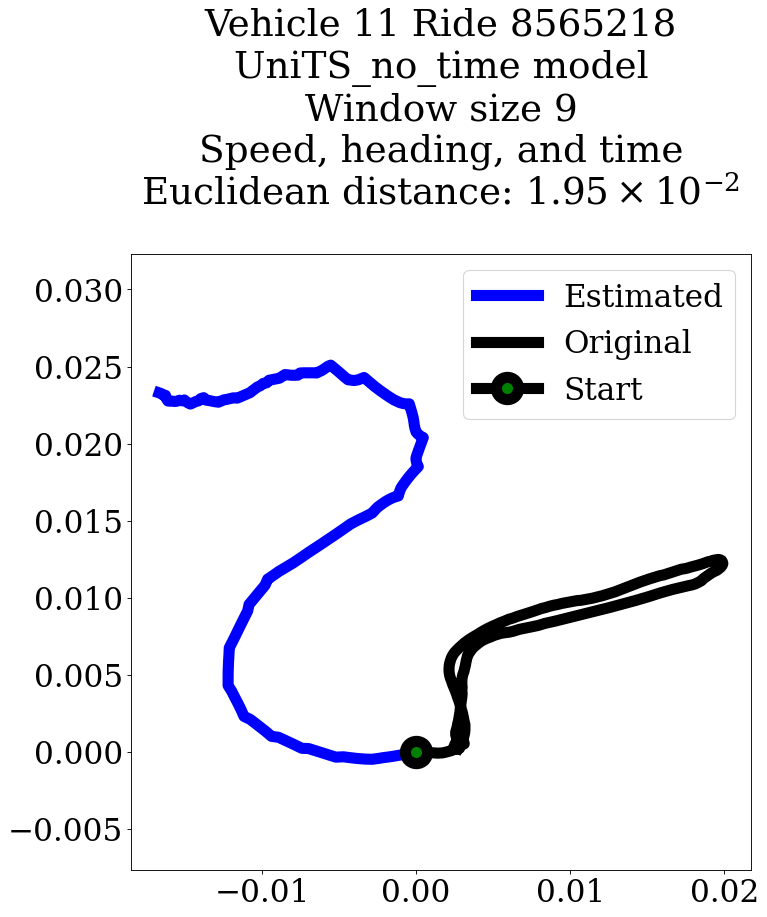 Vehicle 11 Ride 8565218
UniTS_no_time model
Window size 9
Speed, heading, and time
Euclidean distance: 1.95 × 10⁻²
Estimated
Original
Start
0.030
0.025
0.020
0.015
0.010
0.005
0.000
−0.005
−0.01 0.00 0.01 0.02